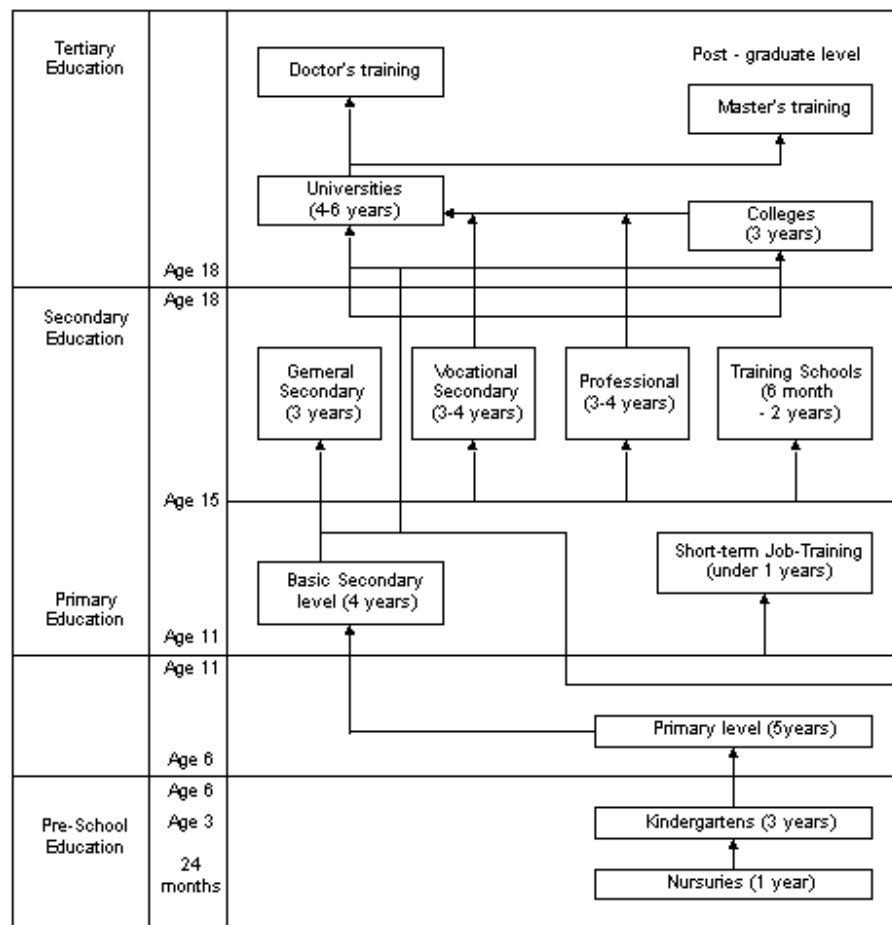 Tertiary
Education
Doctor's training
Post - graduate level
Master's training
Universities
(4-6 years)
Colleges
(3 years)
Age 18
Age 18
Secondary
Education
Gerneral
Secondary
(3 years)
Vocational
Secondary
(3-4 years)
Professional
(3-4 years)
Training Schools
(6 month
- 2 years)
Age 15
Short-term Job-Training
(under 1 years)
Basic Secondary
level (4 years)
Primary
Education
Age 11
Age 11
Primary level (5years)
Age 6
Age 6
Pre-School
Education
Age 3
Kindergartens (3 years)
24
months
Nursuries (1 year)